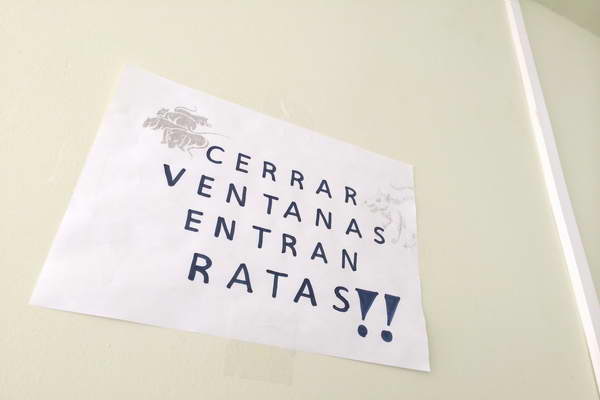 CERRAR
VENTANAS
ENTRAN
RATAS!!